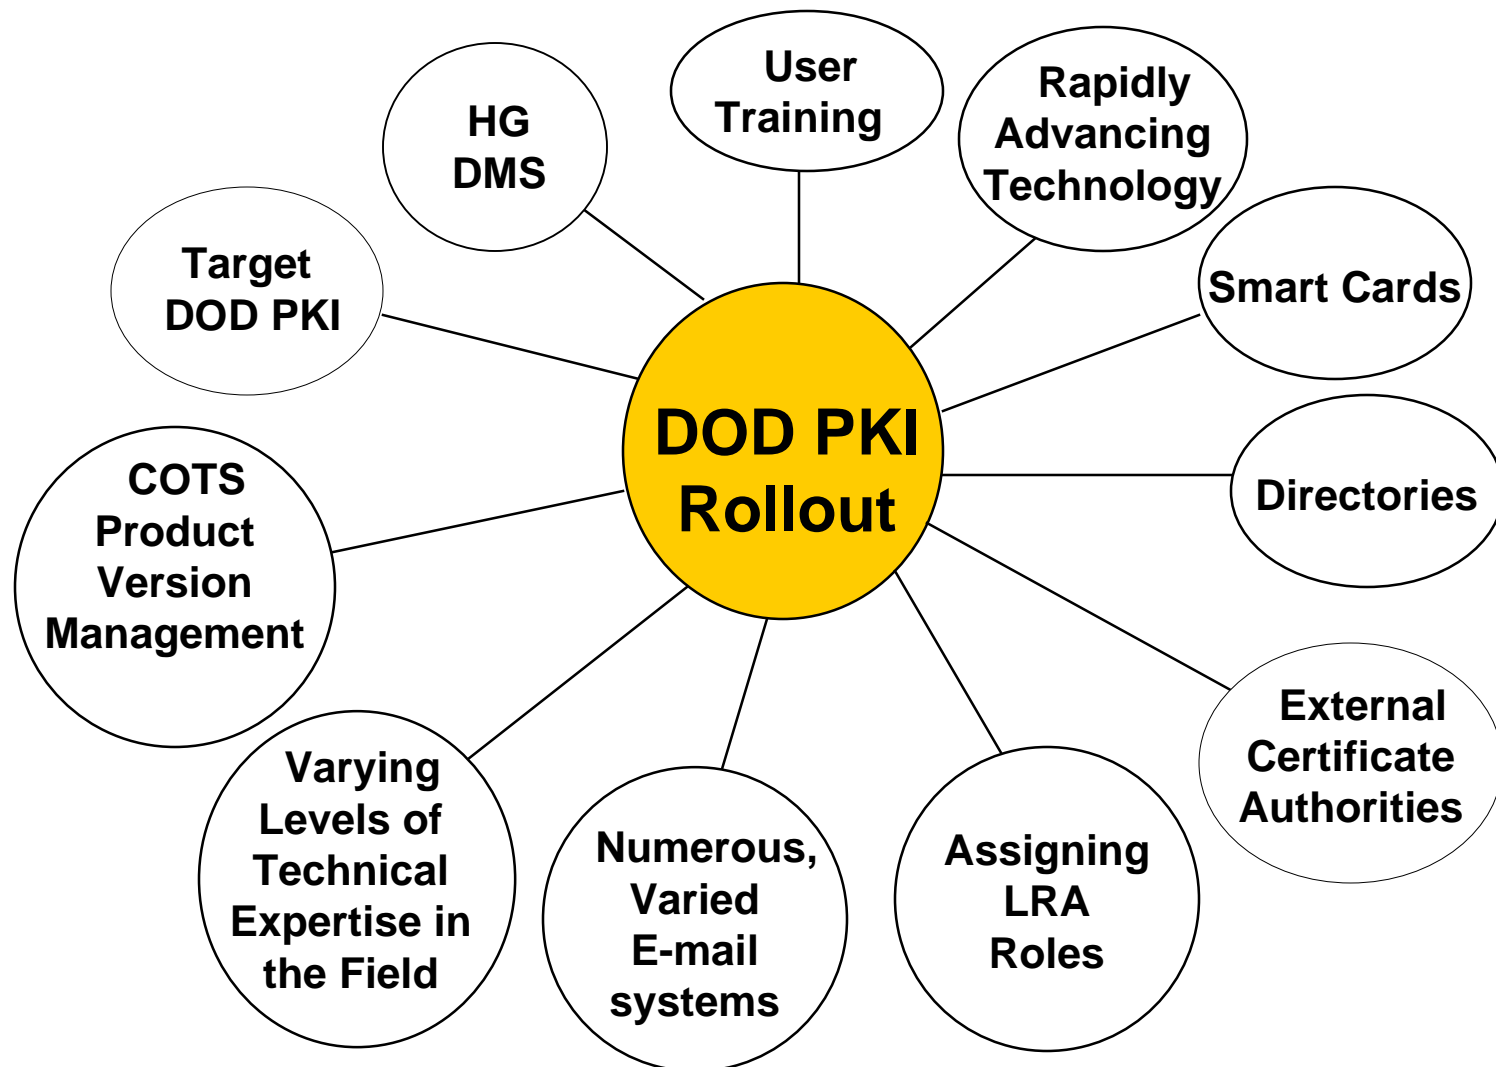 User
Training
Rapidly
Advancing
Technology
HG
DMS
Smart Cards
Target
DOD PKI
DOD PKI
Rollout
Directories
COTS
Product
Version
Management
External
Certificate
Authorities
Varying
Levels of
Technical
Expertise in
the Field
Numerous,
Varied
E-mail
systems
Assigning
LRA
Roles